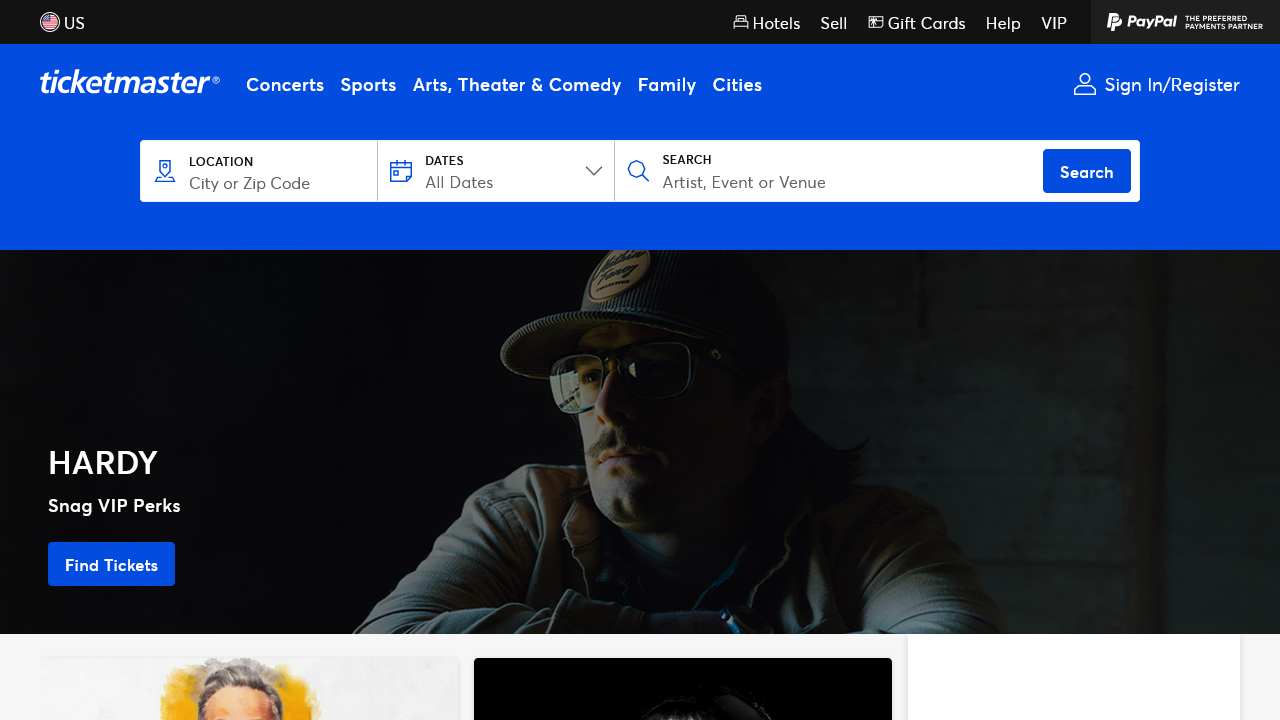 US
Hotels
Sell
Gift Cards
Help
VIP
PayPal
THE PREFERRED
PAYMENTS PARTNER
ticketmaster®
Concerts
Sports
Arts, Theater & Comedy
Family
Cities
Sign In/Register
LOCATION
City or Zip Code
DATES
All Dates
SEARCH
Artist, Event or Venue
Search
HARDY
Snag VIP Perks
Find Tickets